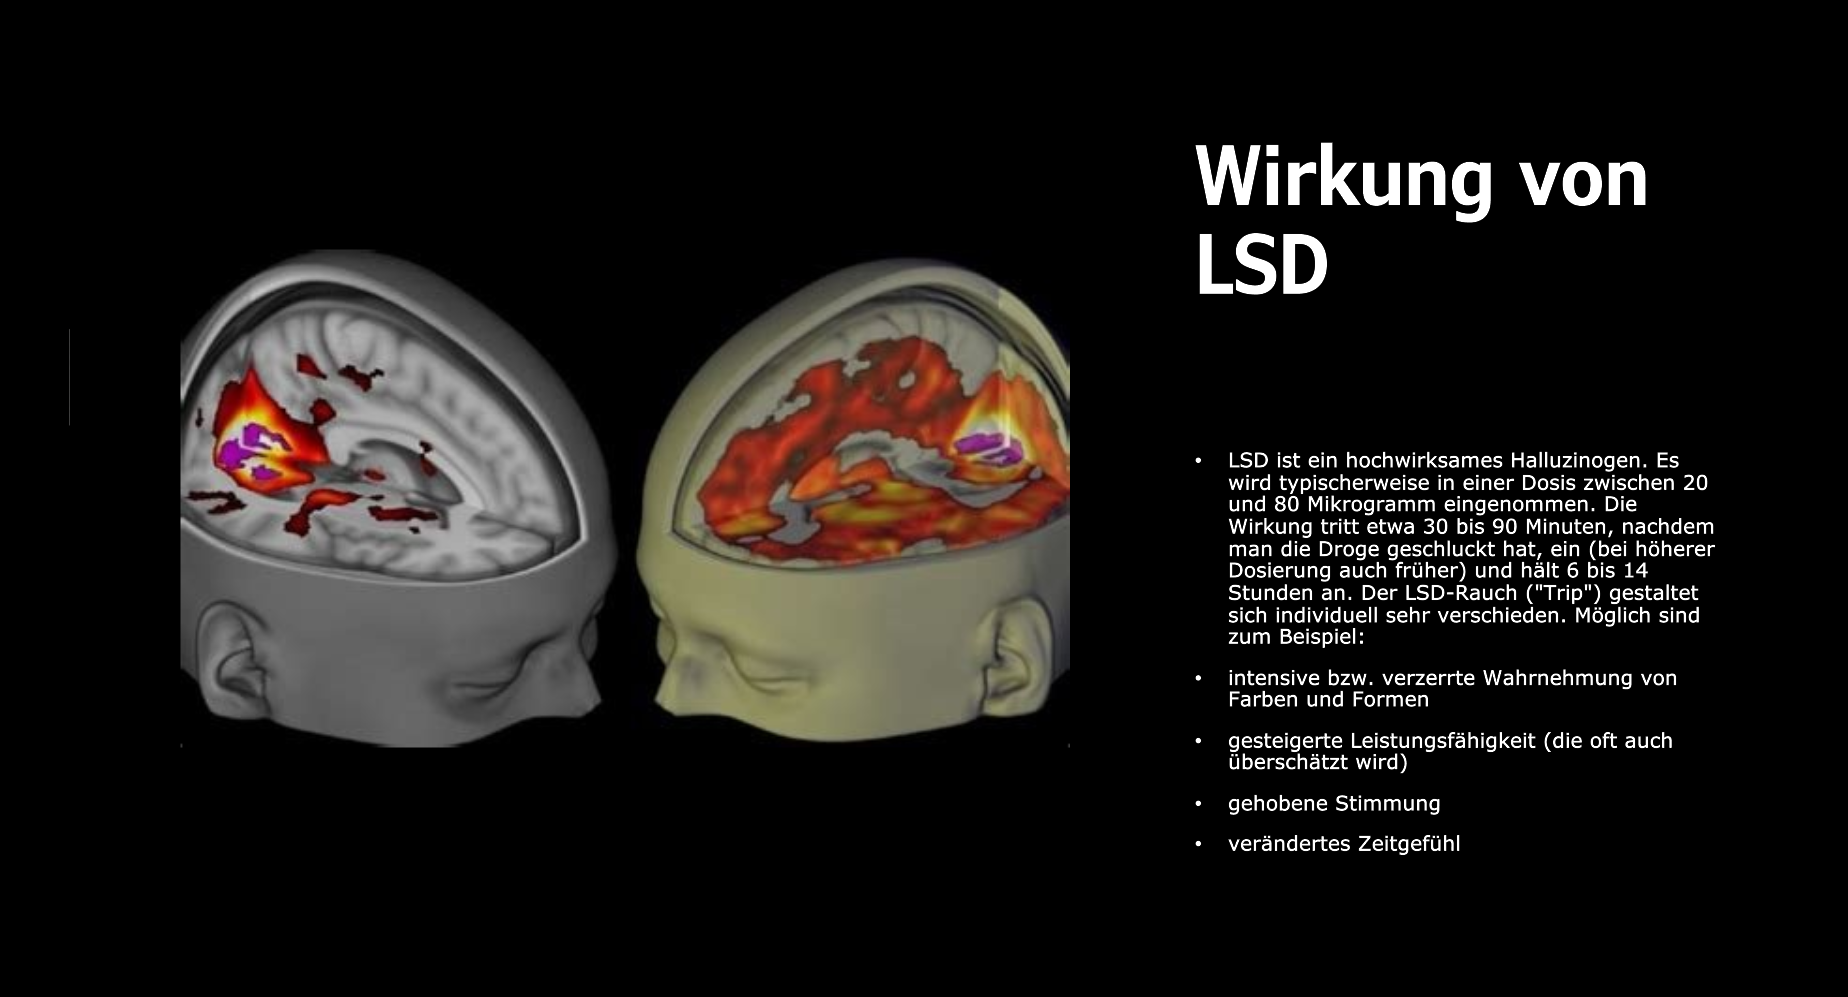 Wirkung von
LSD
• LSD ist ein hochwirksames Halluzinogen. Es
wird typischerweise in einer Dosis zwischen 20
und 80 Mikrogramm eingenommen. Die
Wirkung tritt etwa 30 bis 90 Minuten, nachdem
man die Droge geschluckt hat, ein (bei höherer
Dosierung auch früher) und hält 6 bis 14
Stunden an. Der LSD-Rauch ("Trip") gestaltet
sich individuell sehr verschieden. Möglich sind
zum Beispiel:
• intensive bzw. verzerrte Wahrnehmung von
Farben und Formen
• gesteigerte Leistungsfähigkeit (die oft auch
überschätzt wird)
• gehobene Stimmung
• verändertes Zeitgefühl